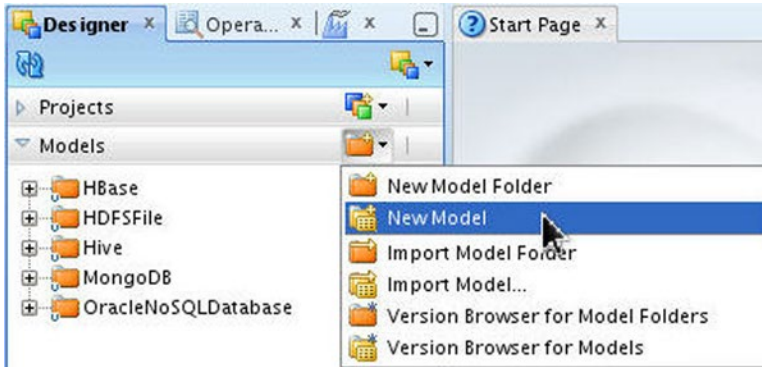 Designer Opera... Start Page
Projects
Models
HBase
HDFSFile
Hive
MongoDB
OracleNoSQLDatabase
New Model Folder
New Model
Import Model Folder
Import Model...
Version Browser for Model Folders
Version Browser for Models